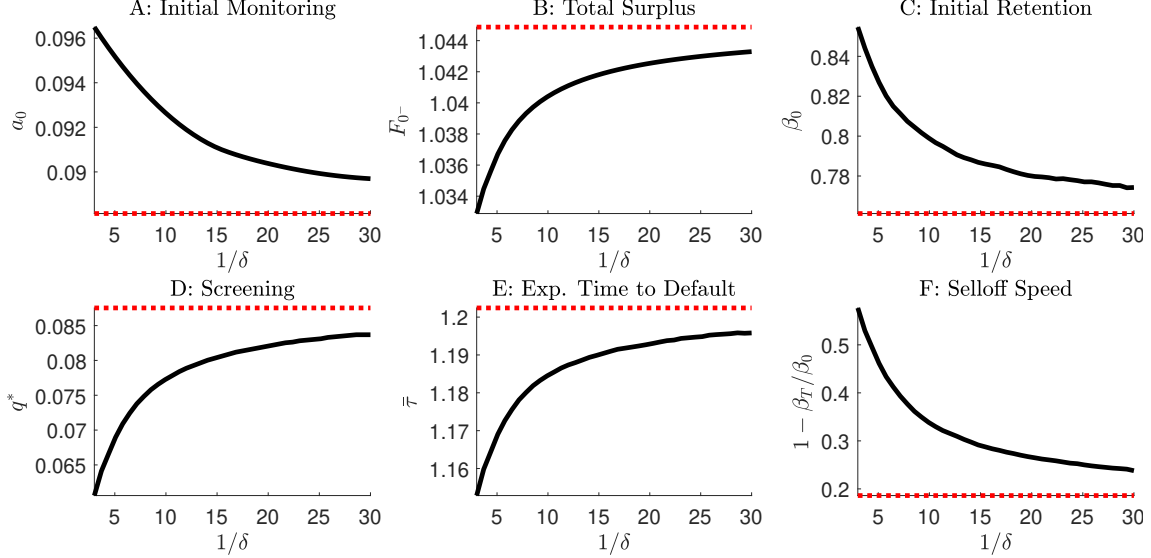 A: Initial Monitoring
0.096
0.094
0.092
0.09
a₀
5 10 15 20 25 30
1/δ
B: Total Surplus
1.044
1.042
1.04
1.038
1.036
1.034
F₀₋
5 10 15 20 25 30
1/δ
C: Initial Retention
0.84
0.82
0.8
0.78
β₀
5 10 15 20 25 30
1/δ
D: Screening
0.085
0.08
0.075
0.07
0.065
q*
5 10 15 20 25 30
1/δ
E: Exp. Time to Default
1.2
1.19
1.18
1.17
1.16
τ̄
5 10 15 20 25 30
1/δ
F: Selloff Speed
0.5
0.4
0.3
0.2
1 − β_T/β₀
5 10 15 20 25 30
1/δ